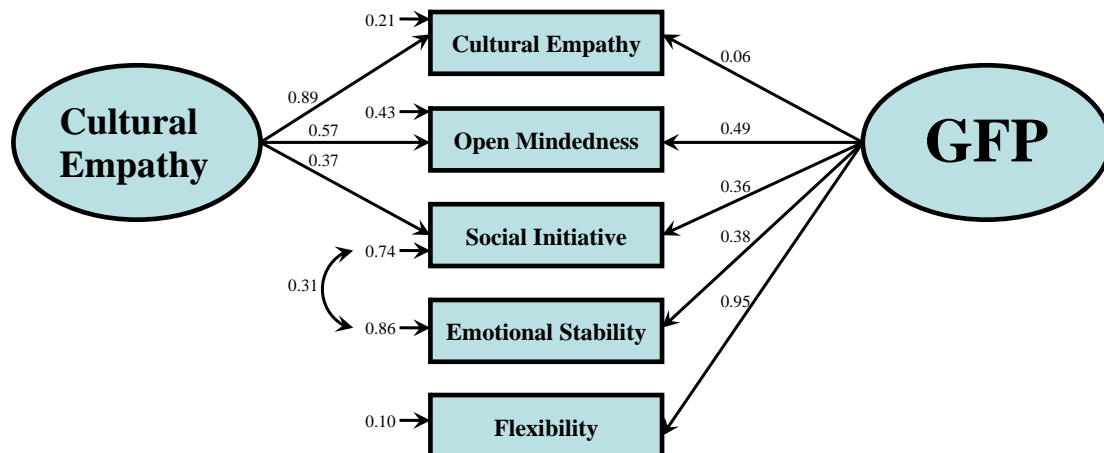 0.21
Cultural Empathy
0.06
0.89
0.43
Cultural
Empathy
0.57
Open Mindedness
0.49
GFP
0.37
0.36
Social Initiative
0.74
0.38
0.31
0.86
Emotional Stability
0.95
0.10
Flexibility